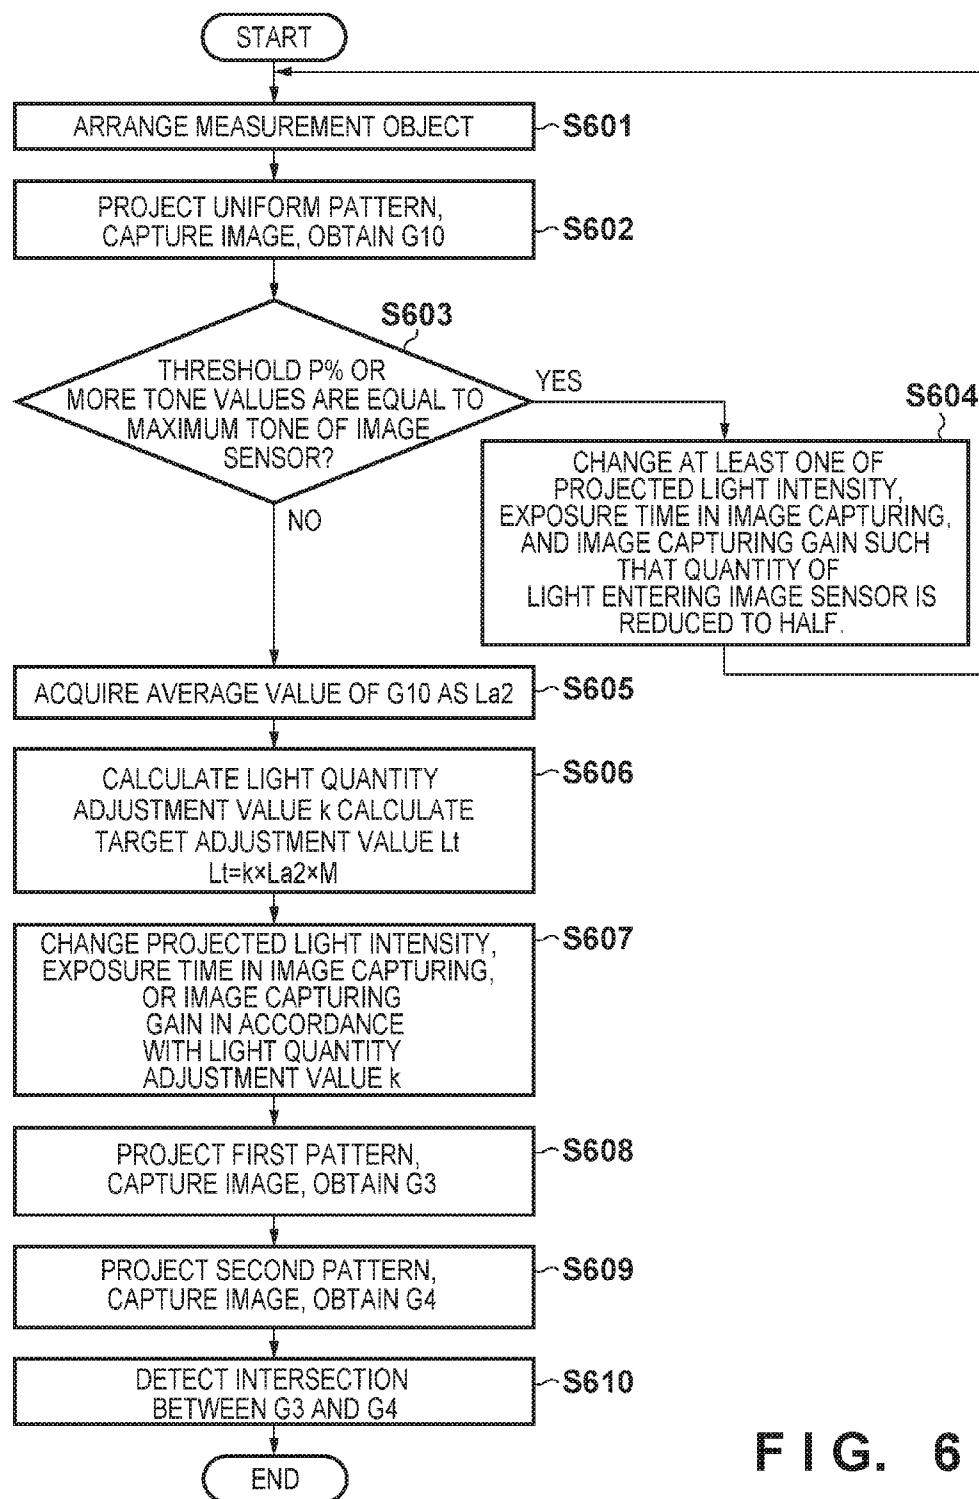 START
ARRANGE MEASUREMENT OBJECT
S601
PROJECT UNIFORM PATTERN,
CAPTURE IMAGE, OBTAIN G10
S602
S603
THRESHOLD P% OR
MORE TONE VALUES ARE EQUAL TO
MAXIMUM TONE OF IMAGE
SENSOR?
YES
NO
S604
CHANGE AT LEAST ONE OF
PROJECTED LIGHT INTENSITY,
EXPOSURE TIME IN IMAGE CAPTURING,
AND IMAGE CAPTURING GAIN SUCH
THAT QUANTITY OF
LIGHT ENTERING IMAGE SENSOR IS
REDUCED TO HALF.
ACQUIRE AVERAGE VALUE OF G10 AS La2
S605
CALCULATE LIGHT QUANTITY
ADJUSTMENT VALUE k CALCULATE
TARGET ADJUSTMENT VALUE Lt
Lt=k×La2×M
S606
CHANGE PROJECTED LIGHT INTENSITY,
EXPOSURE TIME IN IMAGE CAPTURING,
OR IMAGE CAPTURING
GAIN IN ACCORDANCE
WITH LIGHT QUANTITY
ADJUSTMENT VALUE k
S607
PROJECT FIRST PATTERN,
CAPTURE IMAGE, OBTAIN G3
S608
PROJECT SECOND PATTERN,
CAPTURE IMAGE, OBTAIN G4
S609
DETECT INTERSECTION
BETWEEN G3 AND G4
S610
END
FIG. 6